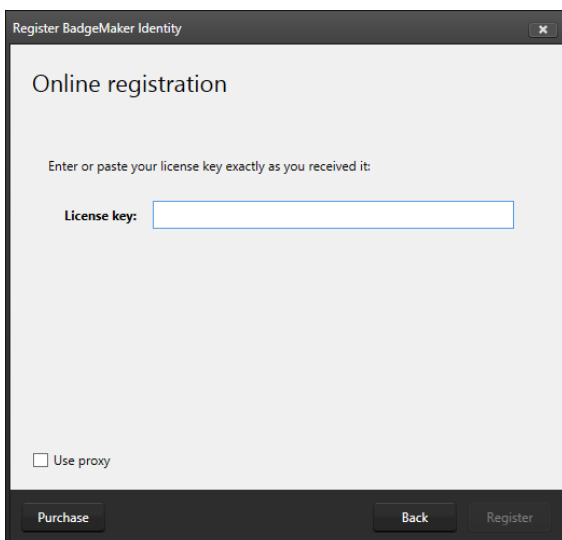 Register BadgeMaker Identity
Online registration
Enter or paste your license key exactly as you received it:
License key:
Use proxy
Purchase
Back
Register